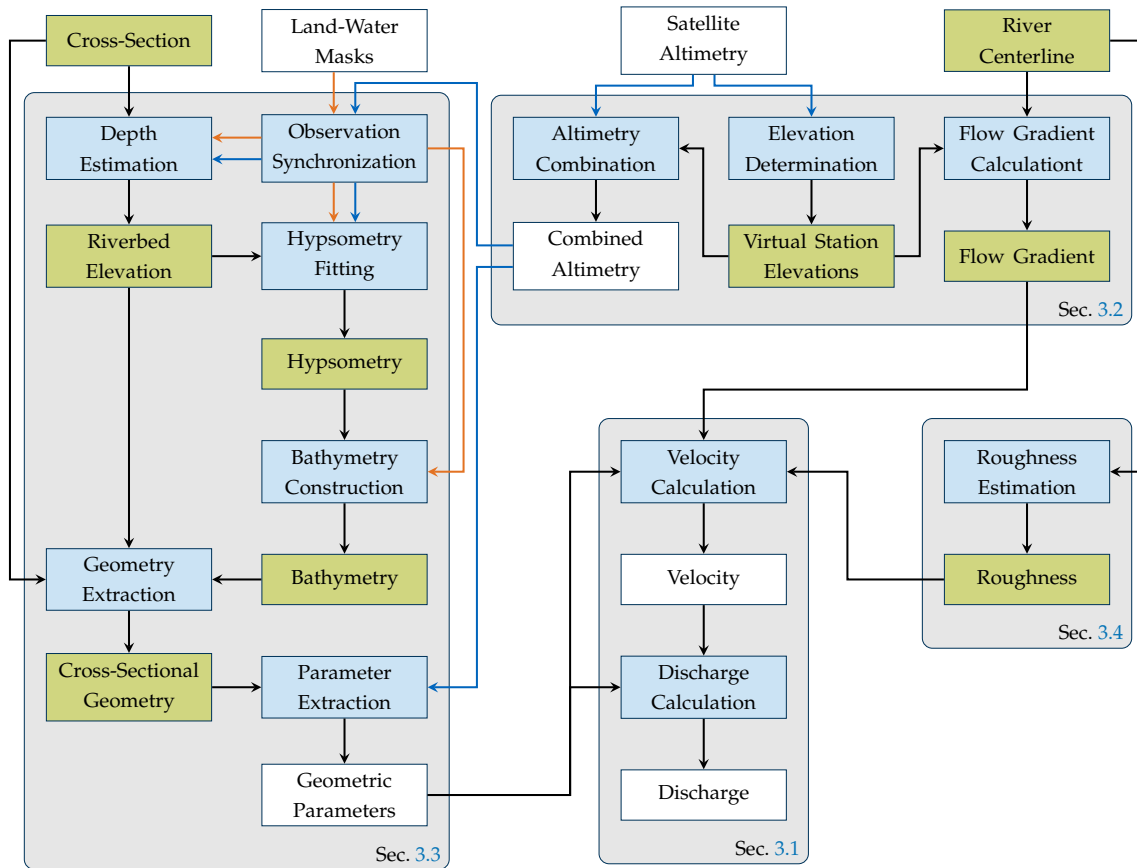 Cross-Section
Land-Water
Masks
Satellite
Altimetry
River
Centerline
Depth
Estimation
Observation
Synchronization
Altimetry
Combination
Elevation
Determination
Flow Gradient
Calculationt
Riverbed
Elevation
Hypsometry
Fitting
Combined
Altimetry
Virtual Station
Elevations
Flow Gradient
Sec. 3.2
Hypsometry
Bathymetry
Construction
Velocity
Calculation
Roughness
Estimation
Geometry
Extraction
Bathymetry
Velocity
Roughness
Sec. 3.4
Cross-Sectional
Geometry
Parameter
Extraction
Discharge
Calculation
Geometric
Parameters
Discharge
Sec. 3.3
Sec. 3.1